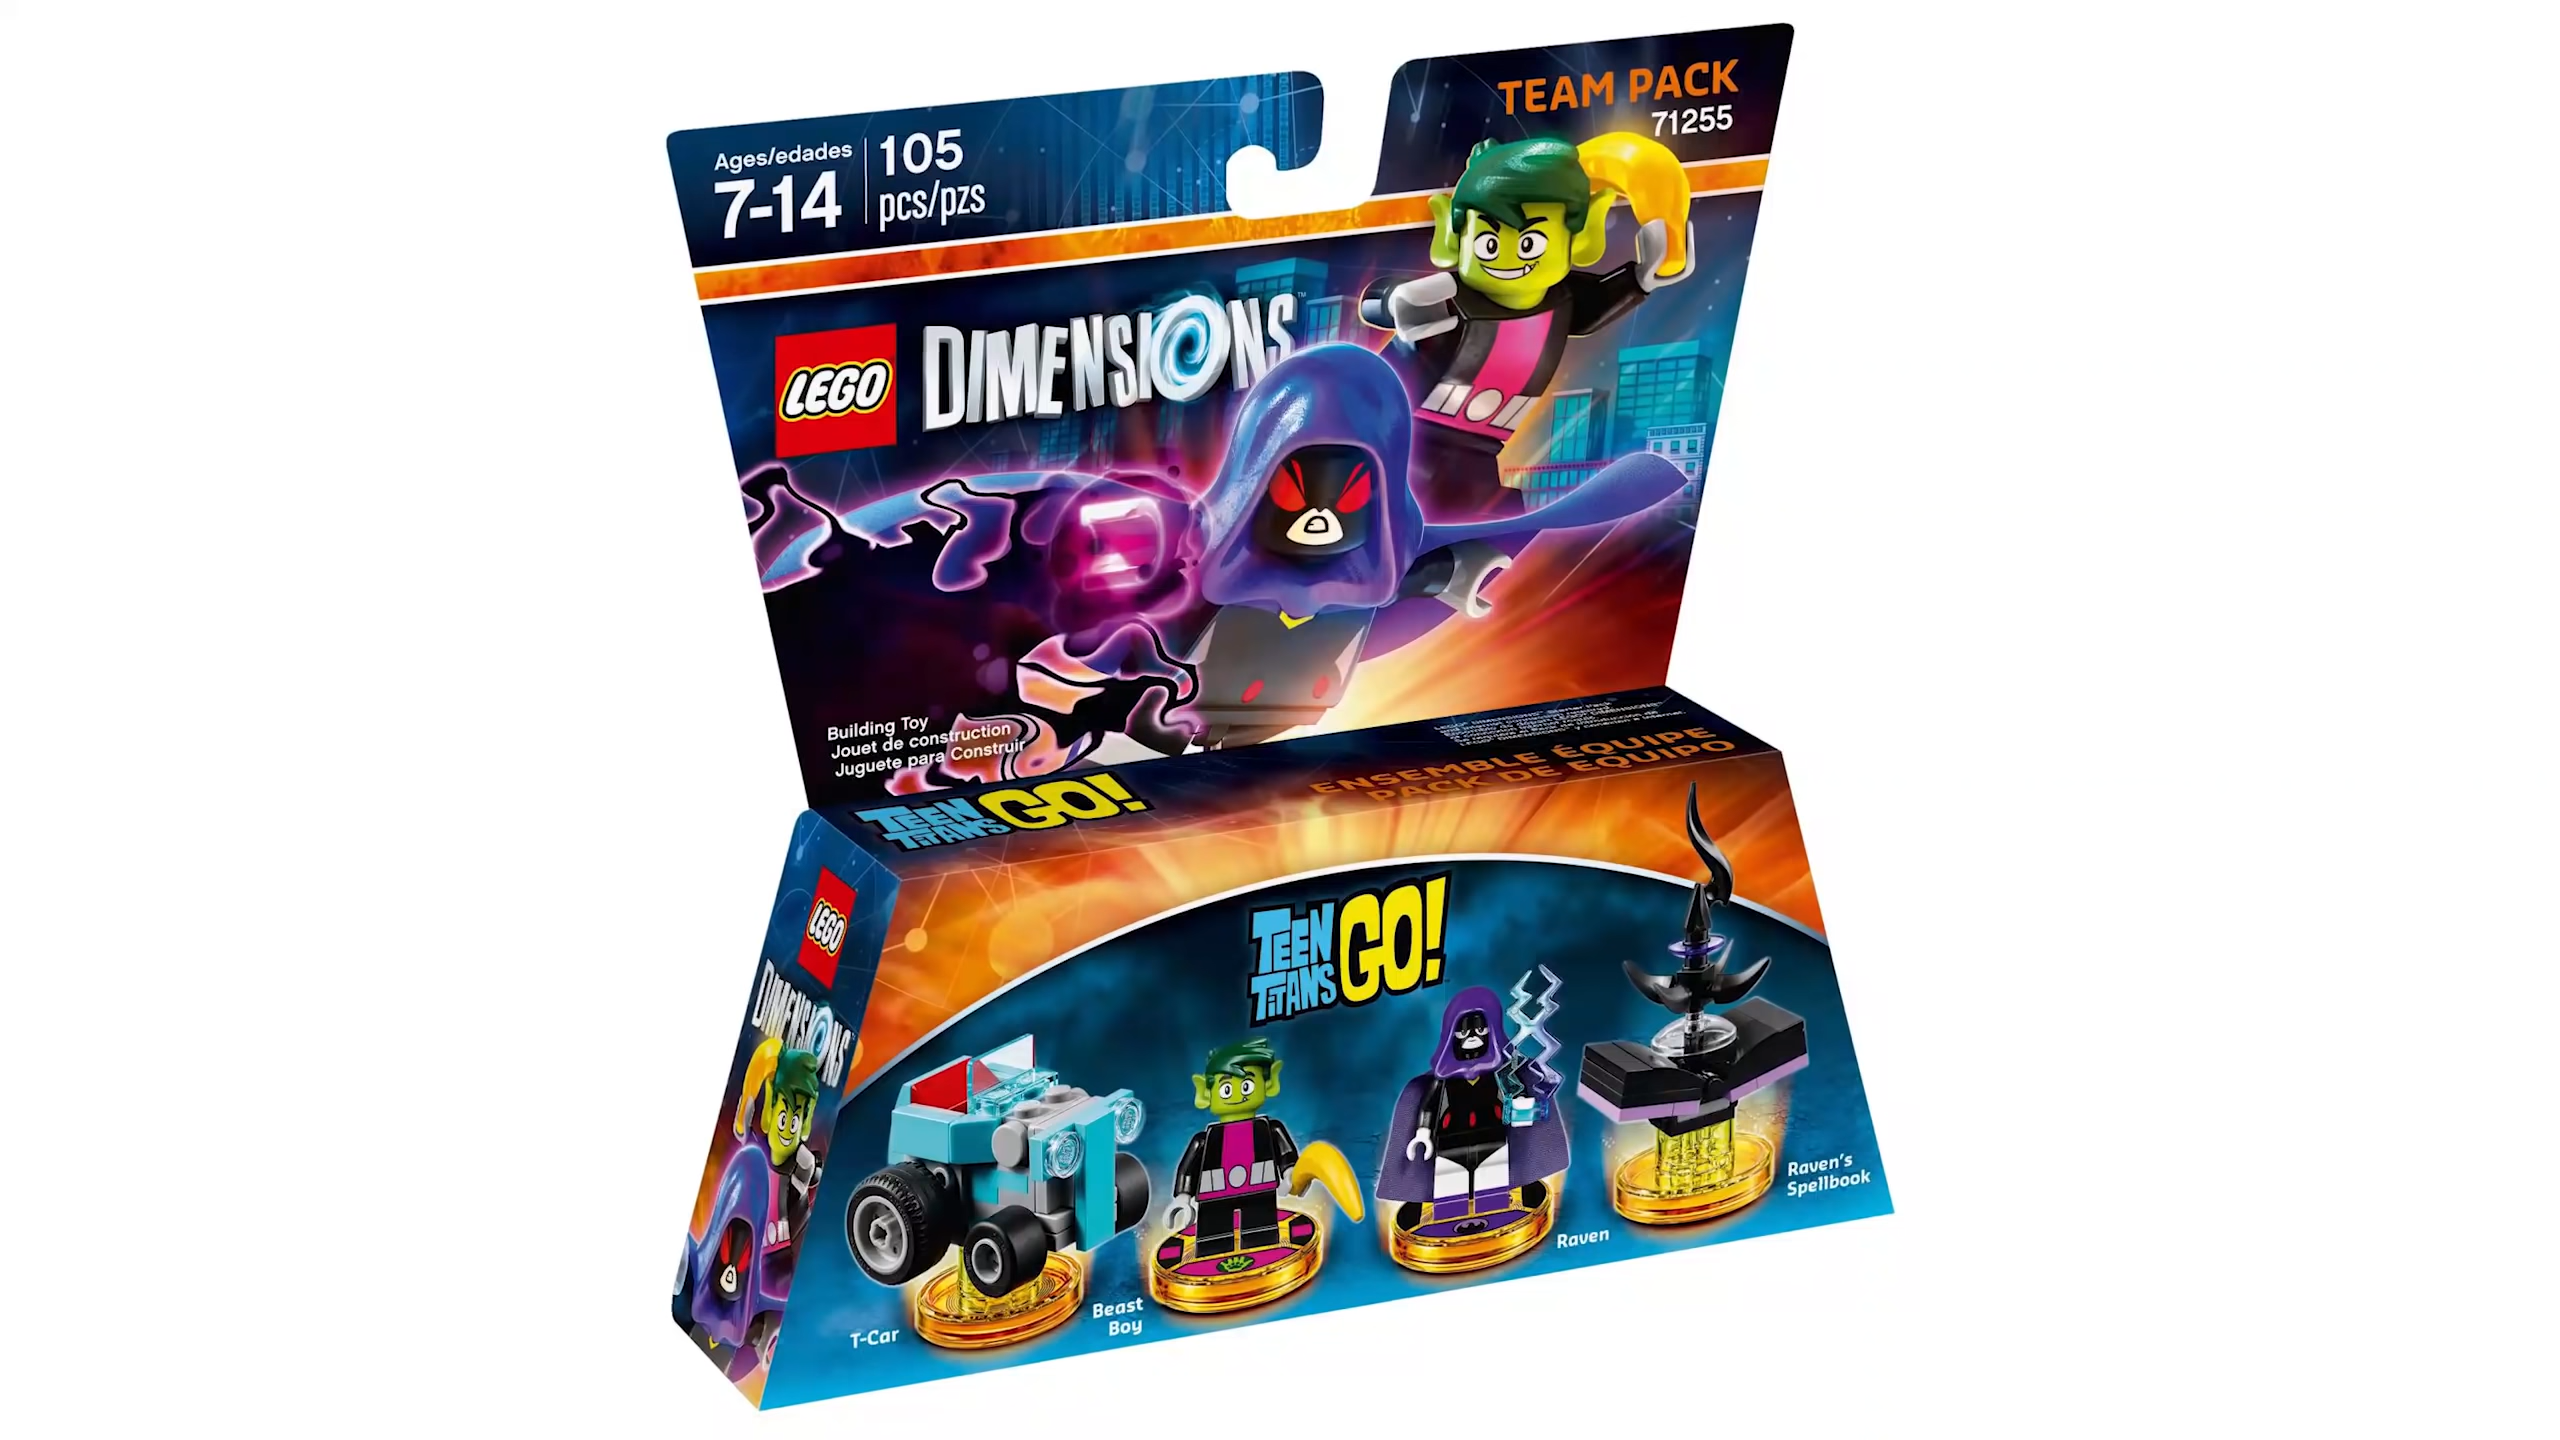 TEAM PACK
71255
Ages/edades
7-14
105
pcs/pzs
LEGO
DIMENSIONS™
Building Toy
Jouet de construction
Juguete para Construir
TEEN TITANS GO!
ENSEMBLE ÉQUIPE
PACK DE EQUIPO
LEGO
DIMENSIONS
TEEN
TITANS
GO!
T-Car
Beast
Boy
Raven
Raven's
Spellbook